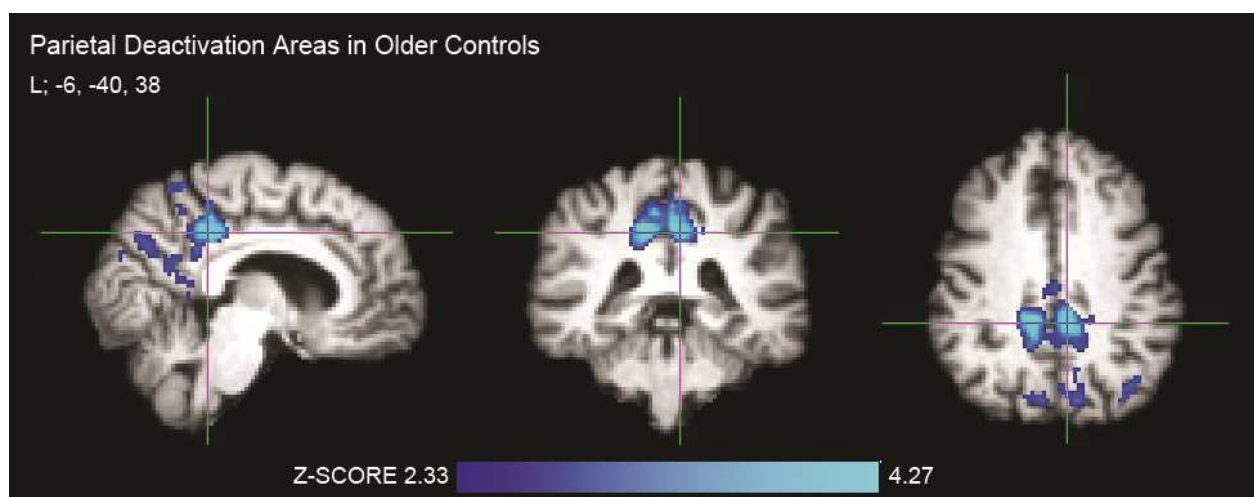 Parietal Deactivation Areas in Older Controls
L; -6, -40, 38
Z-SCORE 2.33 4.27